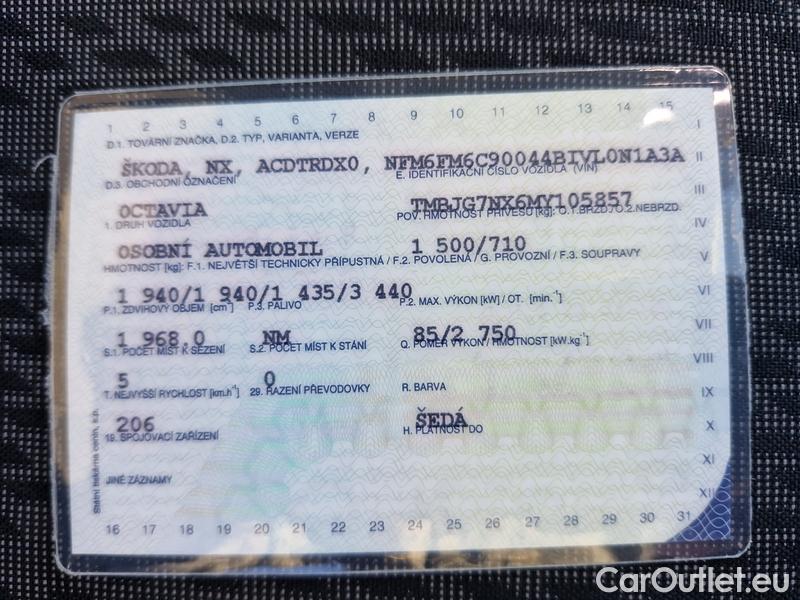 1 2 3 4 5 6 7 8 9 10 11 12 13 14 15
I
D.1. TOVÁRNÍ ZNAČKA, D.2. TYP, VARIANTA, VERZE
ŠKODA, NX, ACDTRDX0, NFM6FM6C90044BIVL0N1A3A
II
D.3. OBCHODNÍ OZNAČENÍ E. IDENTIFIKAČNÍ ČÍSLO VOZIDLA (VIN)
III
OCTAVIA TMBJG7NX6MY105857
1. DRUH VOZIDLA POV. HMOTNOST PŘÍVĚSU [kg]: O.1.BRZD./O.2.NEBRZD.
IV
OSOBNÍ AUTOMOBIL 1 500/710
V
HMOTNOST [kg]: F.1. NEJVĚTŠÍ TECHNICKY PŘÍPUSTNÁ / F.2. POVOLENÁ / G. PROVOZNÍ / F.3. SOUPRAVY
VI
1 940/1 940/1 435/3 440
P.1. ZDVIHOVÝ OBJEM [cm³] P.3. PALIVO P.2. MAX. VÝKON [kW] / OT. [min.⁻¹]
VII
1 968,0 NM 85/2 750
S.1. POČET MÍST K SEZENÍ S.2. POČET MÍST K STÁNÍ Q. POMĚR VÝKON / HMOTNOST [kW.kg⁻¹]
VIII
5 0
T. NEJVYŠŠÍ RYCHLOST [km.h⁻¹] 29. ŘAZENÍ PŘEVODOVKY R. BARVA
IX
206 ŠEDÁ
X
19. SPOJOVACÍ ZAŘÍZENÍ H. PLATNOST DO
XI
JINÉ ZÁZNAMY
XII
Státní tiskárna cenin, s.p.
16 17 18 19 20 21 22 23 24 25 26 27 28 29 30 31
CarOutlet.eu